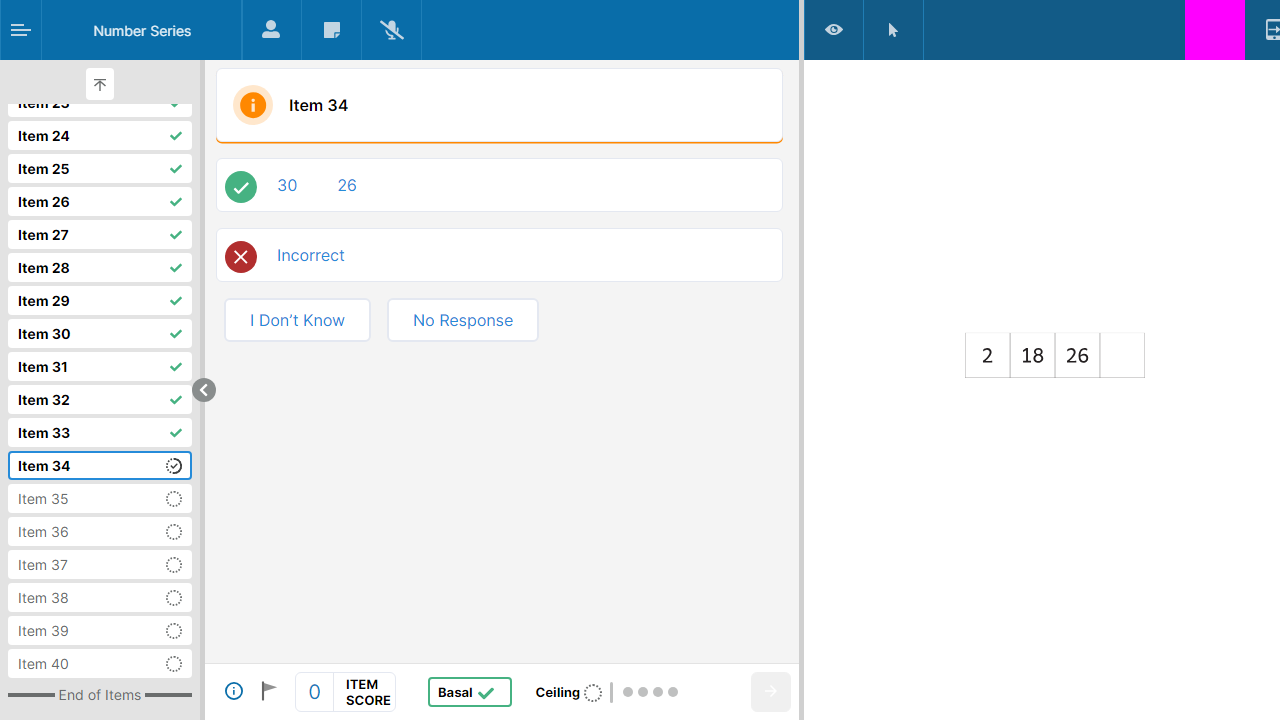 Number Series
Item 23
Item 24
Item 25
Item 26
Item 27
Item 28
Item 29
Item 30
Item 31
Item 32
Item 33
Item 34
Item 35
Item 36
Item 37
Item 38
Item 39
Item 40
End of Items
Item 34
30 26
Incorrect
I Don’t Know No Response
0 ITEM SCORE Basal Ceiling
2 18 26